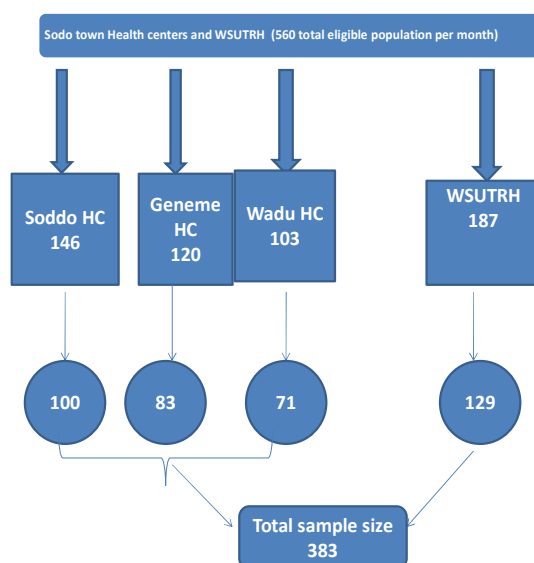 Sodo town Health centers and WSUTRH (560 total eligible population per month)
Soddo HC
146
Geneme
HC
120
Wadu HC
103
WSUTRH
187
100
83
71
129
Total sample size
383